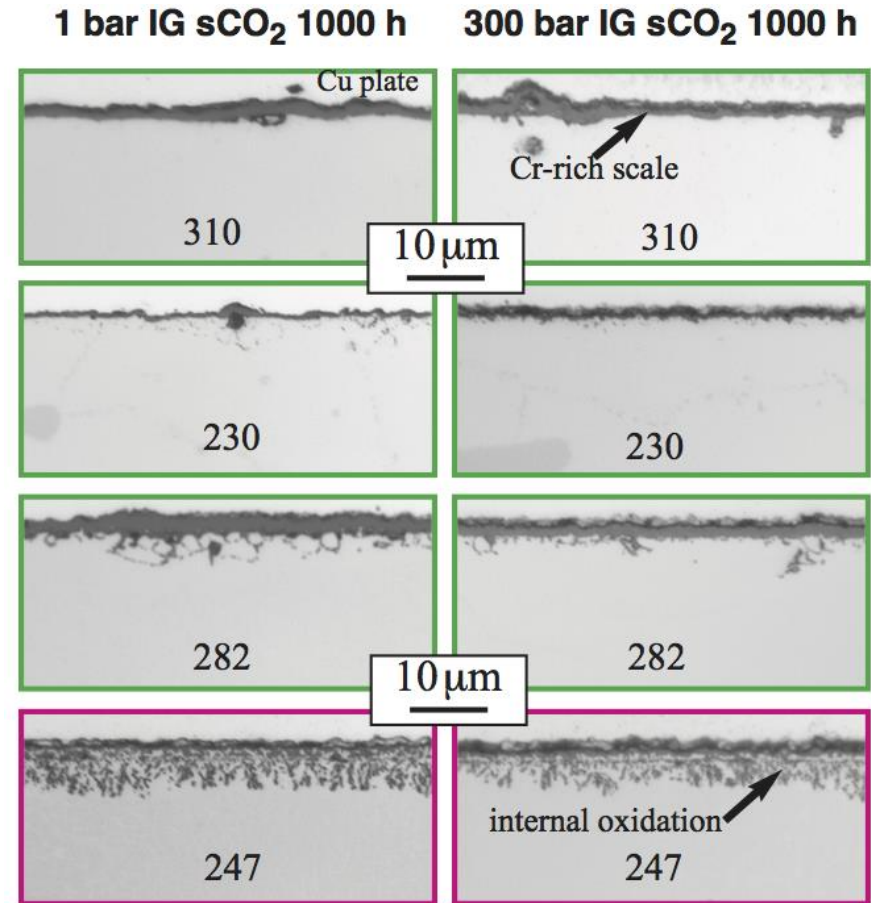 1 bar IG sCO₂ 1000 h
300 bar IG sCO₂ 1000 h
Cu plate
310
Cr-rich scale
310
10 μm
230
230
282
282
10 μm
247
internal oxidation
247